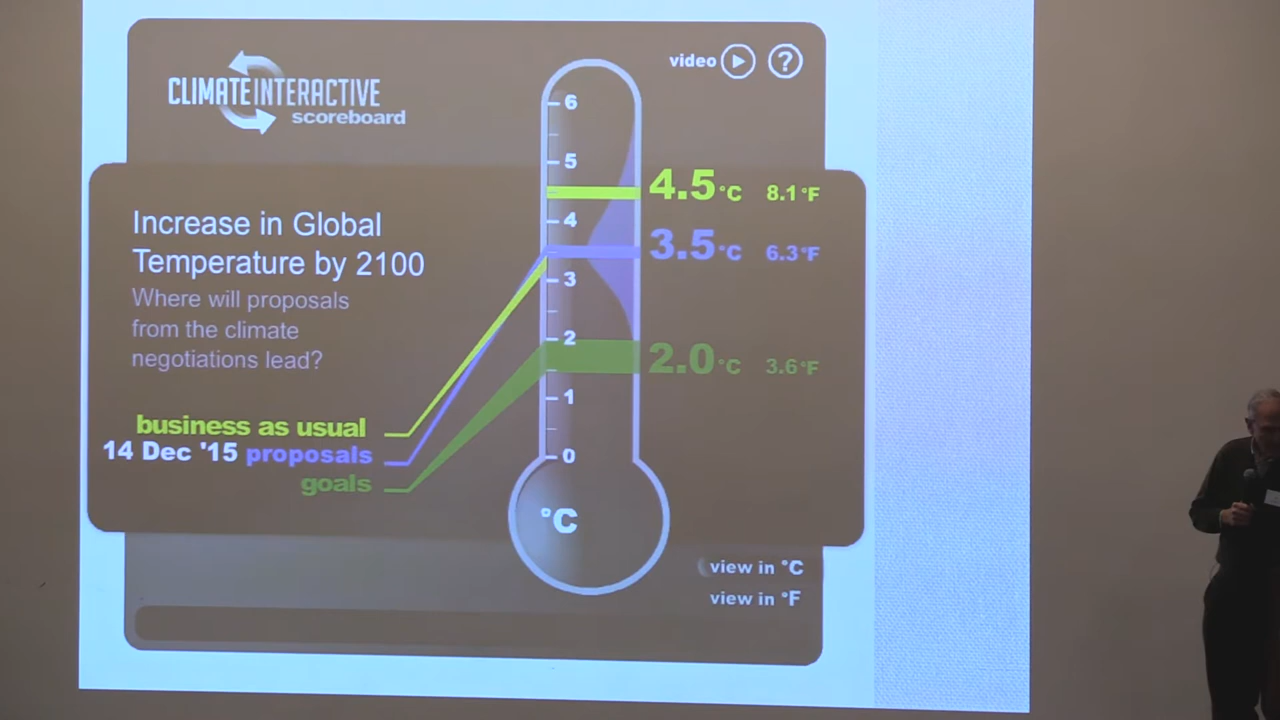 CLIMATE INTERACTIVE
scoreboard
video
?
6
5
4
3
2
1
0
°C
4.5°C 8.1°F
3.5°C 6.3°F
2.0°C 3.6°F
Increase in Global
Temperature by 2100
Where will proposals
from the climate
negotiations lead?
business as usual
14 Dec '15 proposals
goals
view in °C
view in °F